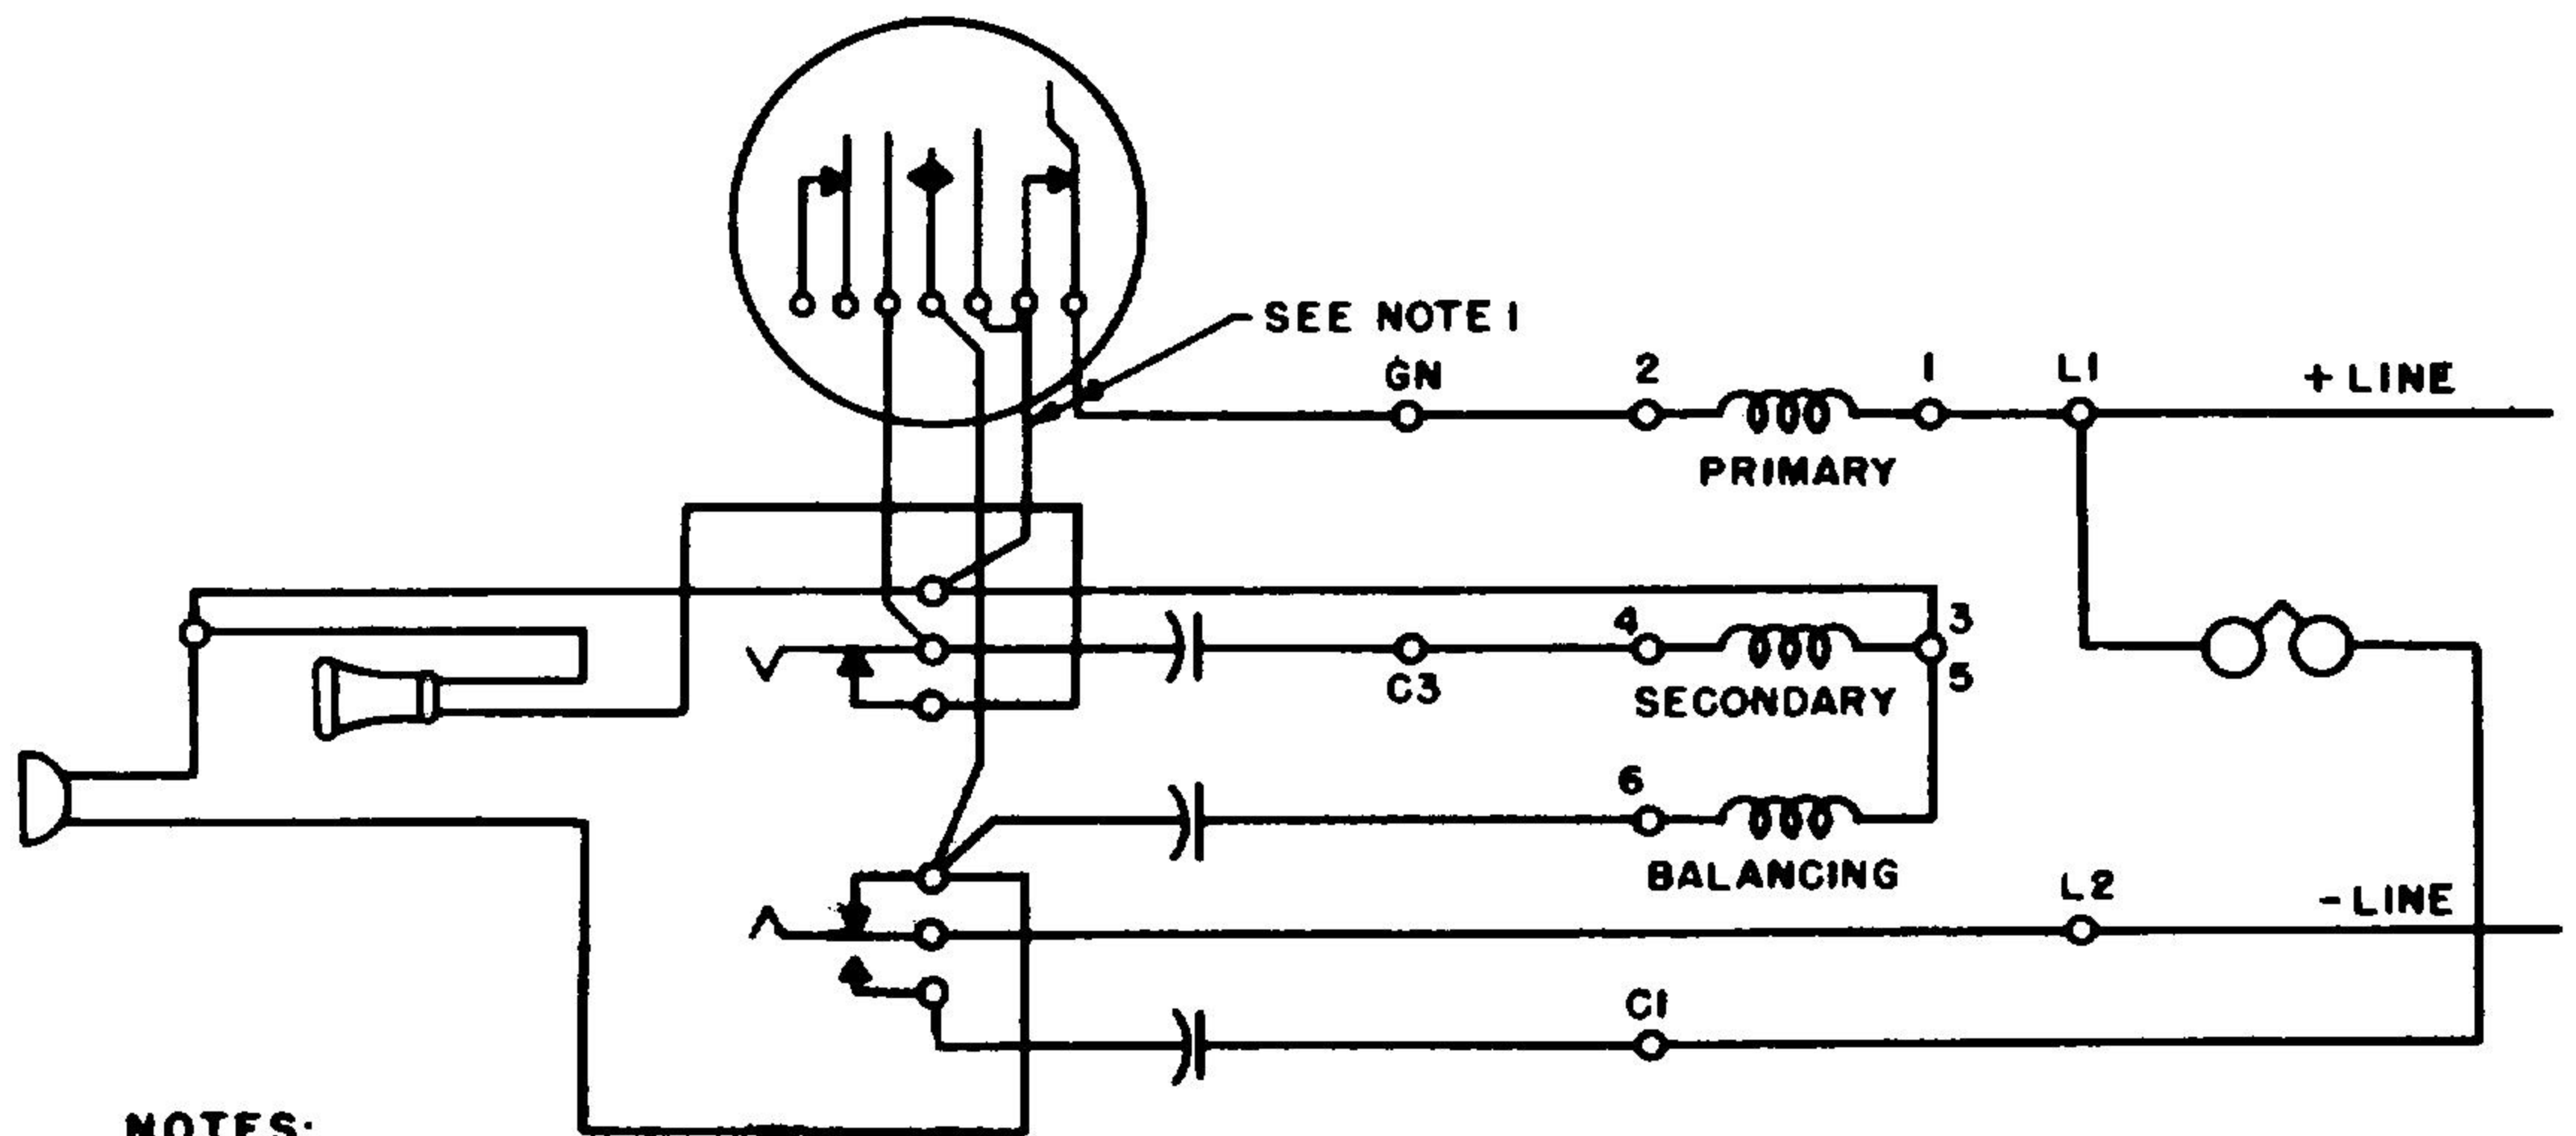 SEE NOTE 1
GN
2
1
L1
+ LINE
PRIMARY
3
4
5
C3
SECONDARY
6
BALANCING
L2
- LINE
C1
NOTES: